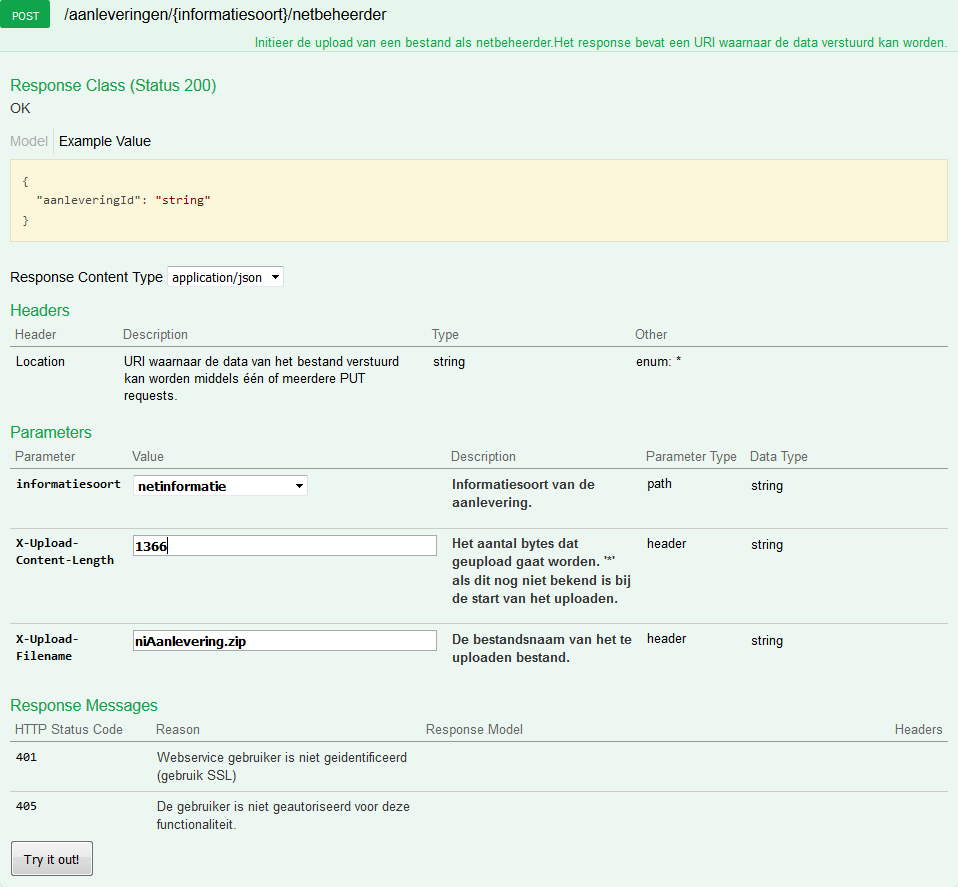 POST /aanleveringen/{informatiesoort}/netbeheerder
Initieer de upload van een bestand als netbeheerder.Het response bevat een URI waarnaar de data verstuurd kan worden.
Response Class (Status 200)
OK
Model Example Value
{
"aanleveringId": "string"
}
Response Content Type application/json
Headers
Header Description Type Other
Location URI waarnaar de data van het bestand verstuurd string enum: *
kan worden middels één of meerdere PUT
requests.
Parameters
Parameter Value Description Parameter Type Data Type
informatiesoort netinformatie Informatiesoort van de path string
aanlevering.
X-Upload- 1366 Het aantal bytes dat header string
Content-Length geupload gaat worden. '*'
als dit nog niet bekend is bij
de start van het uploaden.
X-Upload- niAanlevering.zip De bestandsnaam van het te header string
Filename uploaden bestand.
Response Messages
HTTP Status Code Reason Response Model Headers
401 Webservice gebruiker is niet geidentificeerd
(gebruik SSL)
405 De gebruiker is niet geautoriseerd voor deze
functionaliteit.
Try it out!